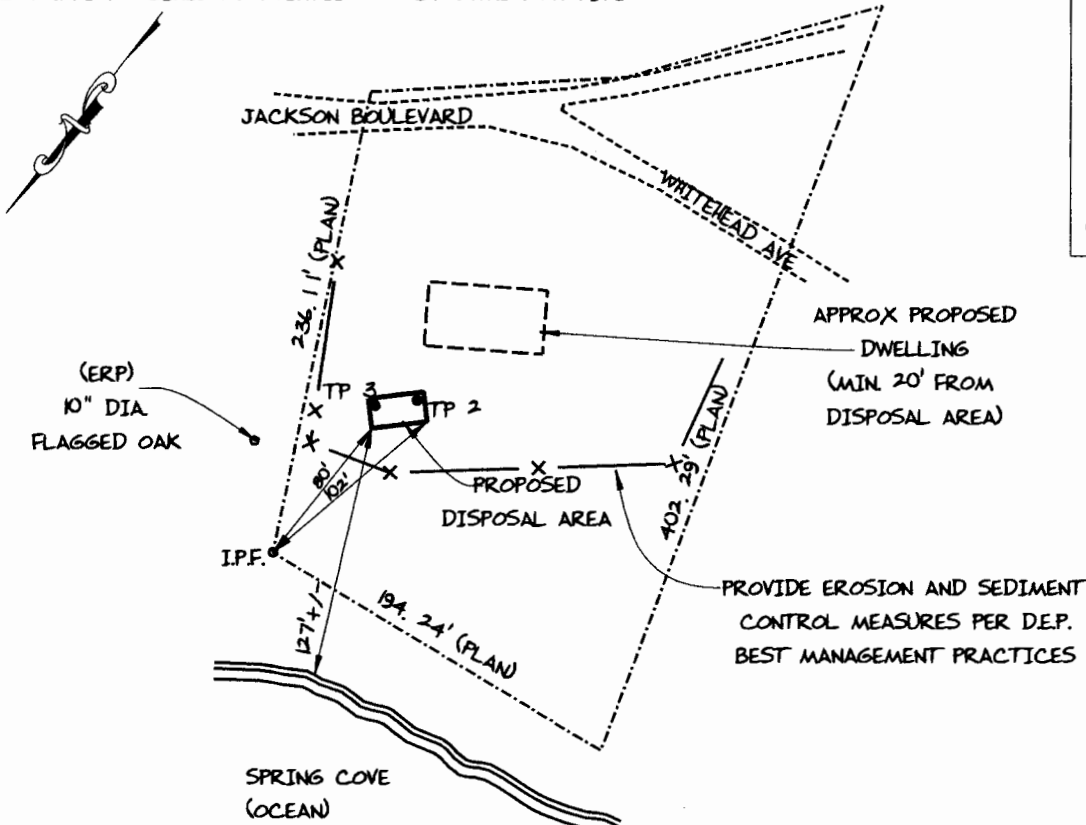 JACKSON BOULEVARD
WHITEHEAD AVE
236. 11' (PLAN)
APPROX PROPOSED
DWELLING
(MIN. 20' FROM
DISPOSAL AREA)
(ERP)
10" DIA.
FLAGGED OAK
TP 3
TP 2
80'
102'
PROPOSED
DISPOSAL AREA
402. 29' (PLAN)
I.P.F.
127'+/-
194. 24' (PLAN)
PROVIDE EROSION AND SEDIMENT
CONTROL MEASURES PER D.E.P.
BEST MANAGEMENT PRACTICES
SPRING COVE
(OCEAN)